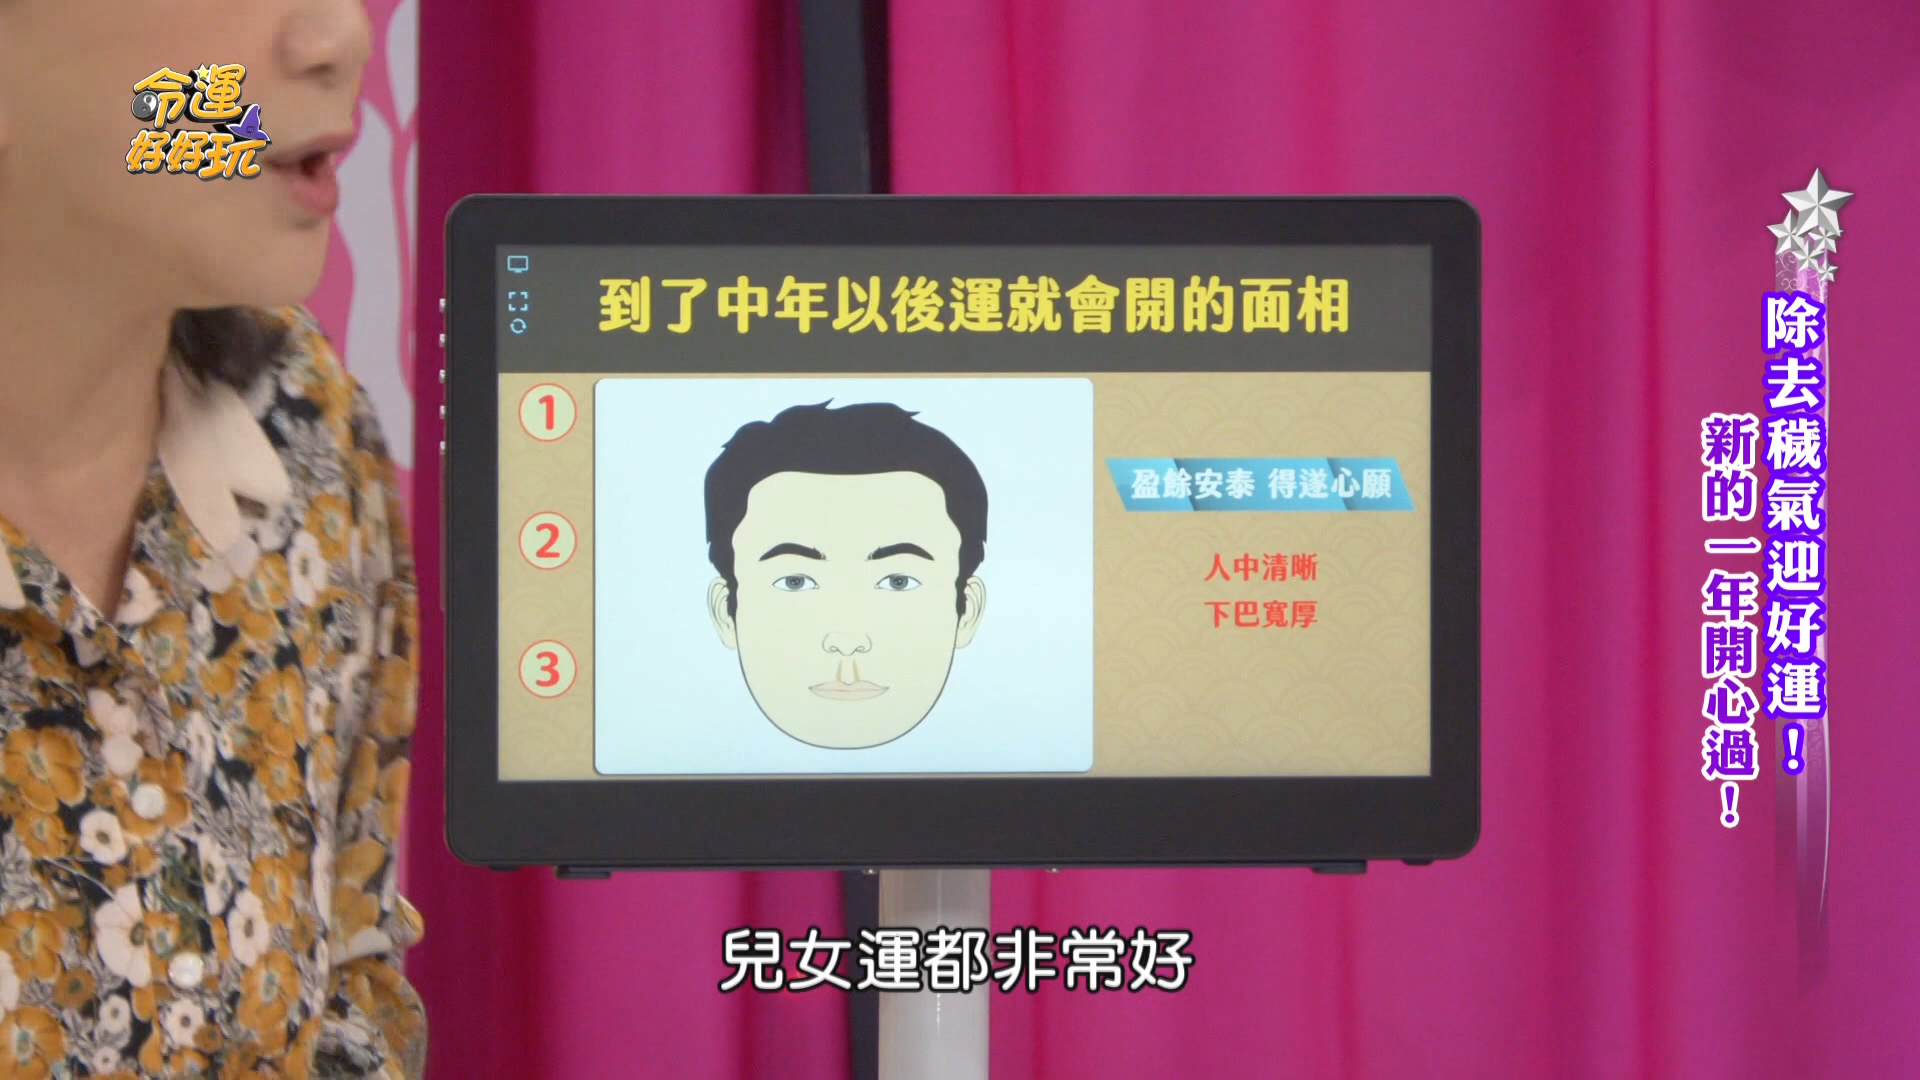 命運
好好玩
到了中年以後運就會開的面相
1
2
3
盈餘安泰 得遂心願
人中清晰
下巴寬厚
除去穢氣迎好運！
新的一年開心過！
兒女運都非常好